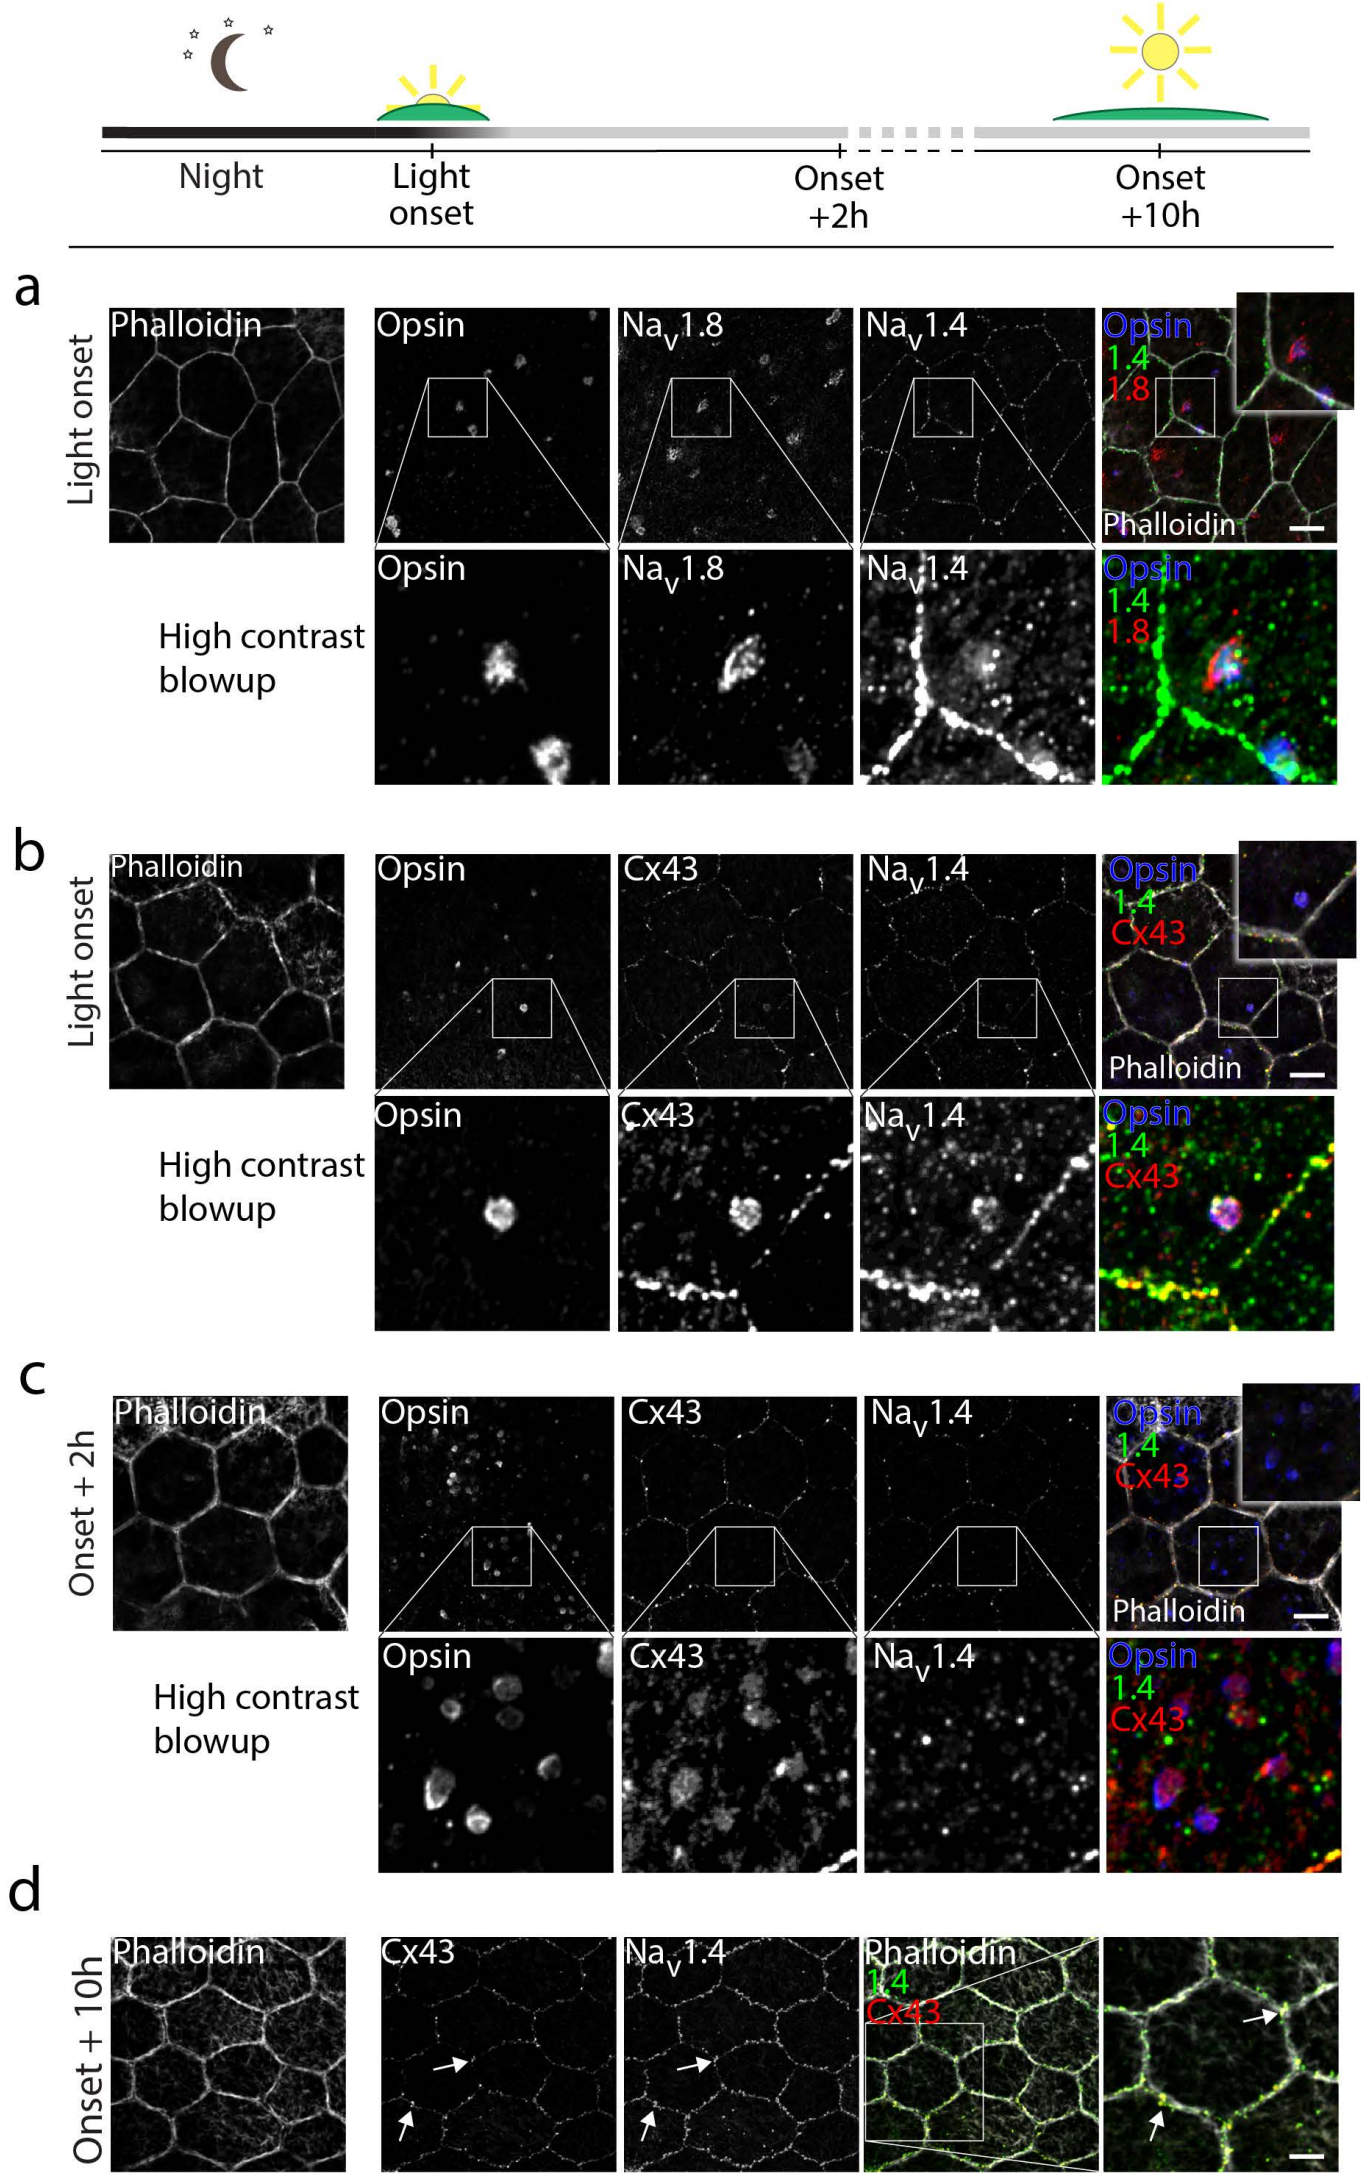 Night
Light
onset
Onset
+2h
Onset
+10h
a
Light onset
Phalloidin
Opsin
Nav1.8
Nav1.4
Opsin
1.4
1.8
Phalloidin
High contrast
blowup
Opsin
Nav1.8
Nav1.4
Opsin
1.4
1.8
b
Light onset
Phalloidin
Opsin
Cx43
Nav1.4
Opsin
1.4
Cx43
Phalloidin
High contrast
blowup
Opsin
Cx43
Nav1.4
Opsin
1.4
Cx43
c
Onset + 2h
Phalloidin
Opsin
Cx43
Nav1.4
Opsin
1.4
Cx43
Phalloidin
High contrast
blowup
Opsin
Cx43
Nav1.4
Opsin
1.4
Cx43
d
Onset + 10h
Phalloidin
Cx43
Nav1.4
Phalloidin
1.4
Cx43